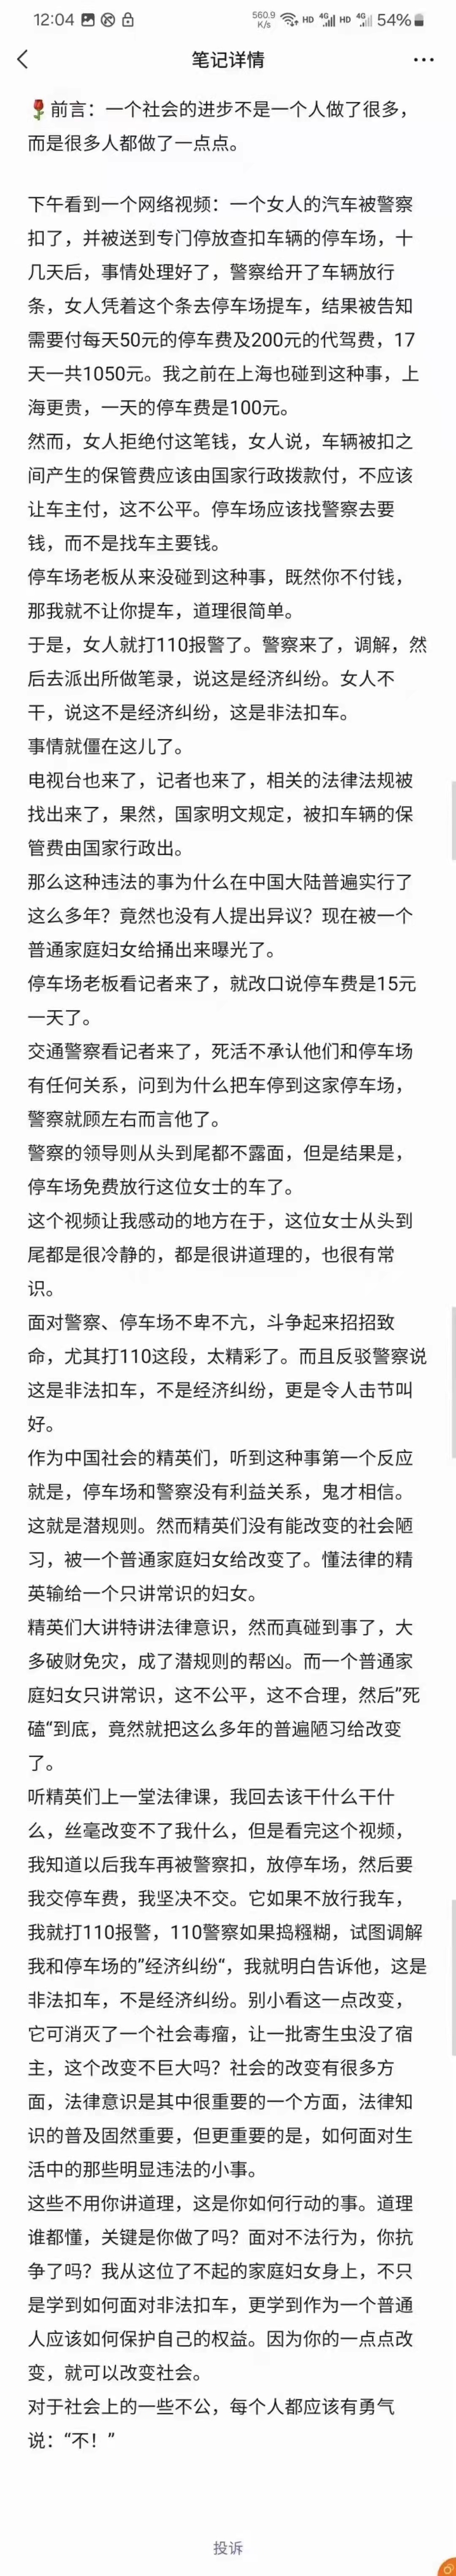 12:04
560.9 K/s HD 4G HD 4G 54%
笔记详情
前言：一个社会的进步不是一个人做了很多，
而是很多人都做了一点点。
下午看到一个网络视频：一个女人的汽车被警察
扣了，并被送到专门停放查扣车辆的停车场，十
几天后，事情处理好了，警察给开了车辆放行
条，女人凭着这个条去停车场提车，结果被告知
需要付每天50元的停车费及200元的代驾费，17
天一共1050元。我之前在上海也碰到这种事，上
海更贵，一天的停车费是100元。
然而，女人拒绝付这笔钱，女人说，车辆被扣之
间产生的保管费应该由国家行政拨款付，不应该
让车主付，这不公平。停车场应该找警察去要
钱，而不是找车主要钱。
停车场老板从来没碰到这种事，既然你不付钱，
那我就不让你提车，道理很简单。
于是，女人就打110报警了。警察来了，调解，然
后去派出所做笔录，说这是经济纠纷。女人不
干，说这不是经济纠纷，这是非法扣车。
事情就僵在这儿了。
电视台也来了，记者也来了，相关的法律法规被
找出来了，果然，国家明文规定，被扣车辆的保
管费由国家行政出。
那么这种违法的事为什么在中国大陆普遍实行了
这么多年？竟然也没有人提出异议？现在被一个
普通家庭妇女给捅出来曝光了。
停车场老板看记者来了，就改口说停车费是15元
一天了。
交通警察看记者来了，死活不承认他们和停车场
有任何关系，问到为什么把车停到这家停车场，
警察就顾左右而言他了。
警察的领导则从头到尾都不露面，但是结果是，
停车场免费放行这位女士的车了。
这个视频让我感动的地方在于，这位女士从头到
尾都是很冷静的，都是很讲道理的，也很有常
识。
面对警察、停车场不卑不亢，斗争起来招招致
命，尤其打110这段，太精彩了。而且反驳警察说
这是非法扣车，不是经济纠纷，更是令人击节叫
好。
作为中国社会的精英们，听到这种事第一个反应
就是，停车场和警察没有利益关系，鬼才相信。
这就是潜规则。然而精英们没有能改变的社会陋
习，被一个普通家庭妇女给改变了。懂法律的精
英输给一个只讲常识的妇女。
精英们大讲特讲法律意识，然而真碰到事了，大
多破财免灾，成了潜规则的帮凶。而一个普通家
庭妇女只讲常识，这不公平，这不合理，然后”死
磕“到底，竟然就把这么多年的普遍陋习给改变
了。
听精英们上一堂法律课，我回去该干什么干什
么，丝毫改变不了我什么，但是看完这个视频，
我知道以后我车再被警察扣，放停车场，然后要
我交停车费，我坚决不交。它如果不放行我车，
我就打110报警，110警察如果捣糨糊，试图调解
我和停车场的”经济纠纷“，我就明白告诉他，这是
非法扣车，不是经济纠纷。别小看这一点改变，
它可消灭了一个社会毒瘤，让一批寄生虫没了宿
主，这个改变不巨大吗？社会的改变有很多方
面，法律意识是其中很重要的一个方面，法律知
识的普及固然重要，但更重要的是，如何面对生
活中的那些明显违法的小事。
这些不用你讲道理，这是你如何行动的事。道理
谁都懂，关键是你做了吗？面对不法行为，你抗
争了吗？我从这位了不起的家庭妇女身上，不只
是学到如何面对非法扣车，更学到作为一个普通
人应该如何保护自己的权益。因为你的一点点改
变，就可以改变社会。
对于社会上的一些不公，每个人都应该有勇气
说：“不！”
投诉